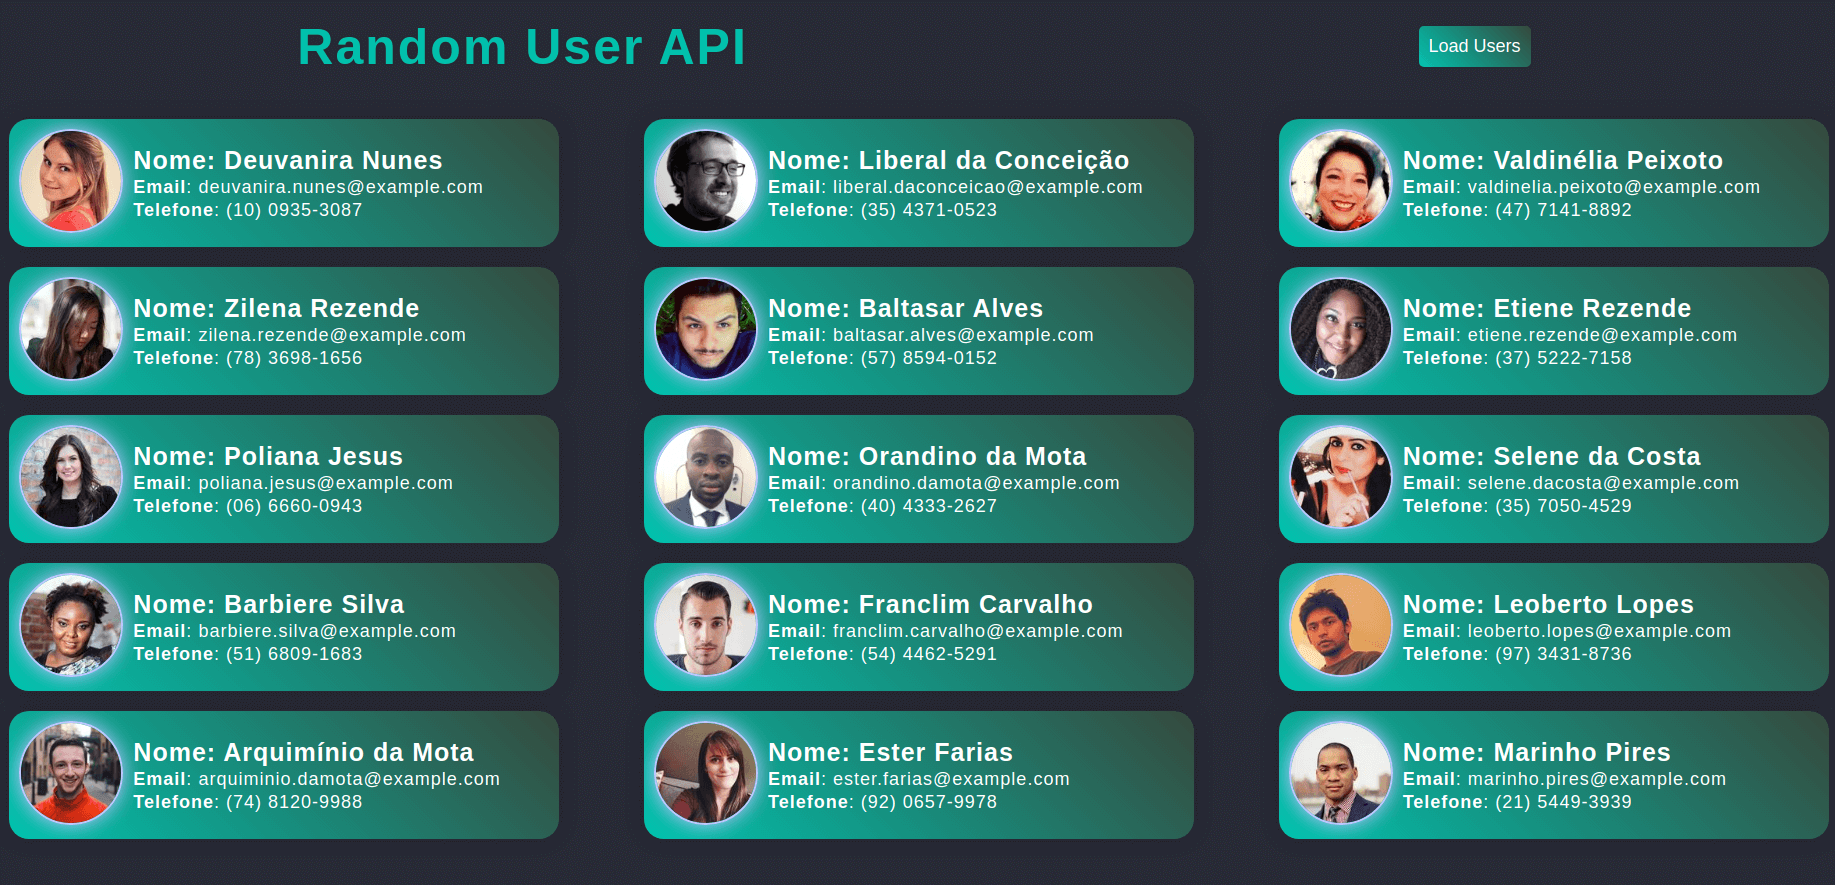 Random User API
Load Users
Nome: Deuvanira Nunes
Email: deuvanira.nunes@example.com
Telefone: (10) 0935-3087
Nome: Liberal da Conceição
Email: liberal.daconceicao@example.com
Telefone: (35) 4371-0523
Nome: Valdinélia Peixoto
Email: valdinelia.peixoto@example.com
Telefone: (47) 7141-8892
Nome: Zilena Rezende
Email: zilena.rezende@example.com
Telefone: (78) 3698-1656
Nome: Baltasar Alves
Email: baltasar.alves@example.com
Telefone: (57) 8594-0152
Nome: Etiene Rezende
Email: etiene.rezende@example.com
Telefone: (37) 5222-7158
Nome: Poliana Jesus
Email: poliana.jesus@example.com
Telefone: (06) 6660-0943
Nome: Orandino da Mota
Email: orandino.damota@example.com
Telefone: (40) 4333-2627
Nome: Selene da Costa
Email: selene.dacosta@example.com
Telefone: (35) 7050-4529
Nome: Barbiere Silva
Email: barbiere.silva@example.com
Telefone: (51) 6809-1683
Nome: Franclim Carvalho
Email: franclim.carvalho@example.com
Telefone: (54) 4462-5291
Nome: Leoberto Lopes
Email: leoberto.lopes@example.com
Telefone: (97) 3431-8736
Nome: Arquimínio da Mota
Email: arquiminio.damota@example.com
Telefone: (74) 8120-9988
Nome: Ester Farias
Email: ester.farias@example.com
Telefone: (92) 0657-9978
Nome: Marinho Pires
Email: marinho.pires@example.com
Telefone: (21) 5449-3939